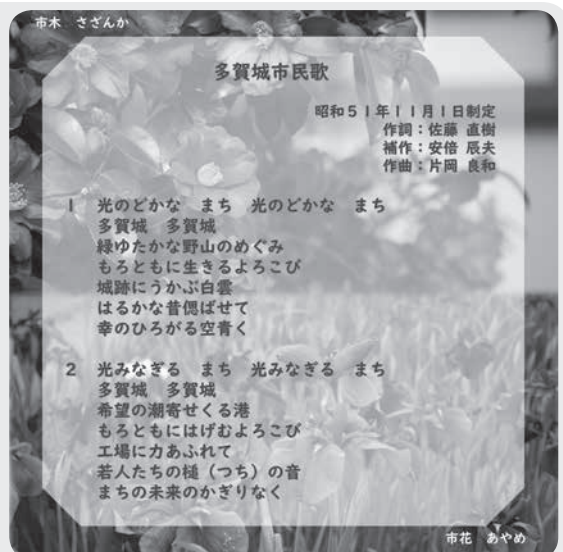 市木　さざんか
多賀城市民歌
昭和51年11月1日制定
作詞：佐藤 直樹
補作：安倍 辰夫
作曲：片岡 良和
1　光のどかな　まち　光のどかな　まち
多賀城　多賀城
緑ゆたかな野山のめぐみ
もろともに生きるよろこび
城跡にうかぶ白雲
はるかな昔偲ばせて
幸のひろがる空青く
2　光みなぎる　まち　光みなぎる　まち
多賀城　多賀城
希望の潮寄せくる港
もろともにはげむよろこび
工場に力あふれて
若人たちの槌（つち）の音
まちの未来のかぎりなく
市花　あやめ